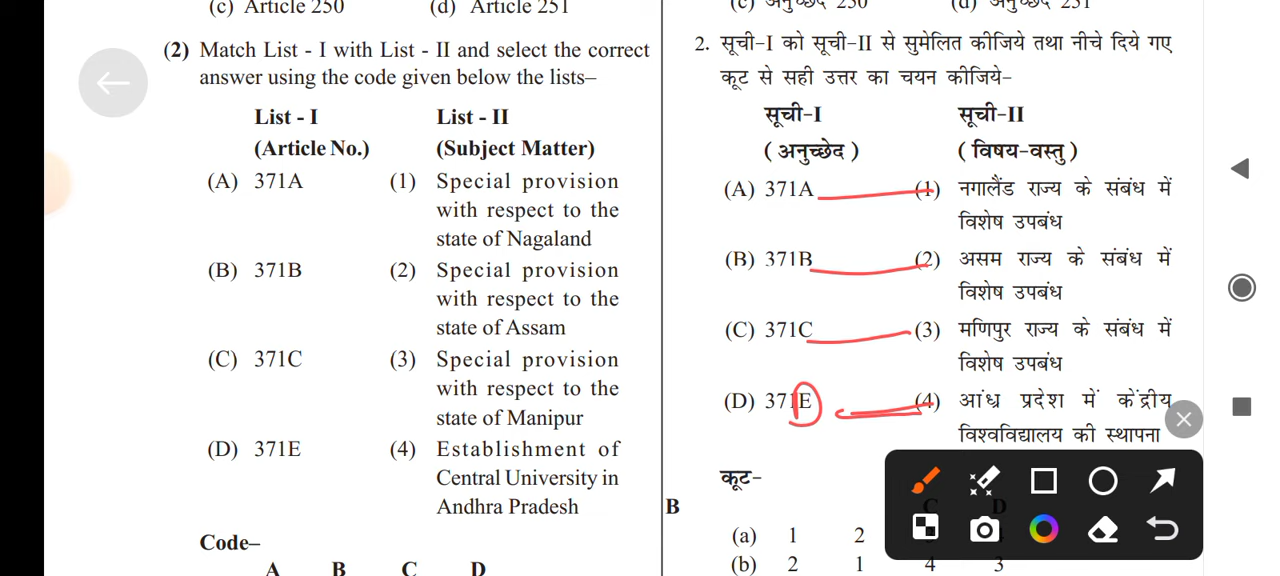 (c) Article 250 (d) Article 251
(2) Match List - I with List - II and select the correct
answer using the code given below the lists–
List - I List - II
(Article No.) (Subject Matter)
(A) 371A (1) Special provision
with respect to the
state of Nagaland
(B) 371B (2) Special provision
with respect to the
state of Assam
(C) 371C (3) Special provision
with respect to the
state of Manipur
(D) 371E (4) Establishment of
Central University in
Andhra Pradesh
Code–
A B C D
(c) अनुच्छेद 250 (d) अनुच्छेद 251
2. सूची-I को सूची-II से सुमेलित कीजिये तथा नीचे दिये गए
कूट से सही उत्तर का चयन कीजिये-
सूची-I सूची-II
(अनुच्छेद) (विषय-वस्तु)
(A) 371A (1) नगालैंड राज्य के संबंध में
विशेष उपबंध
(B) 371B (2) असम राज्य के संबंध में
विशेष उपबंध
(C) 371C (3) मणिपुर राज्य के संबंध में
विशेष उपबंध
(D) 371E (4) आंध्र प्रदेश में केंद्रीय
विश्वविद्यालय की स्थापना
कूट-
B C D
(a) 1 2
(b) 2 1 4 3